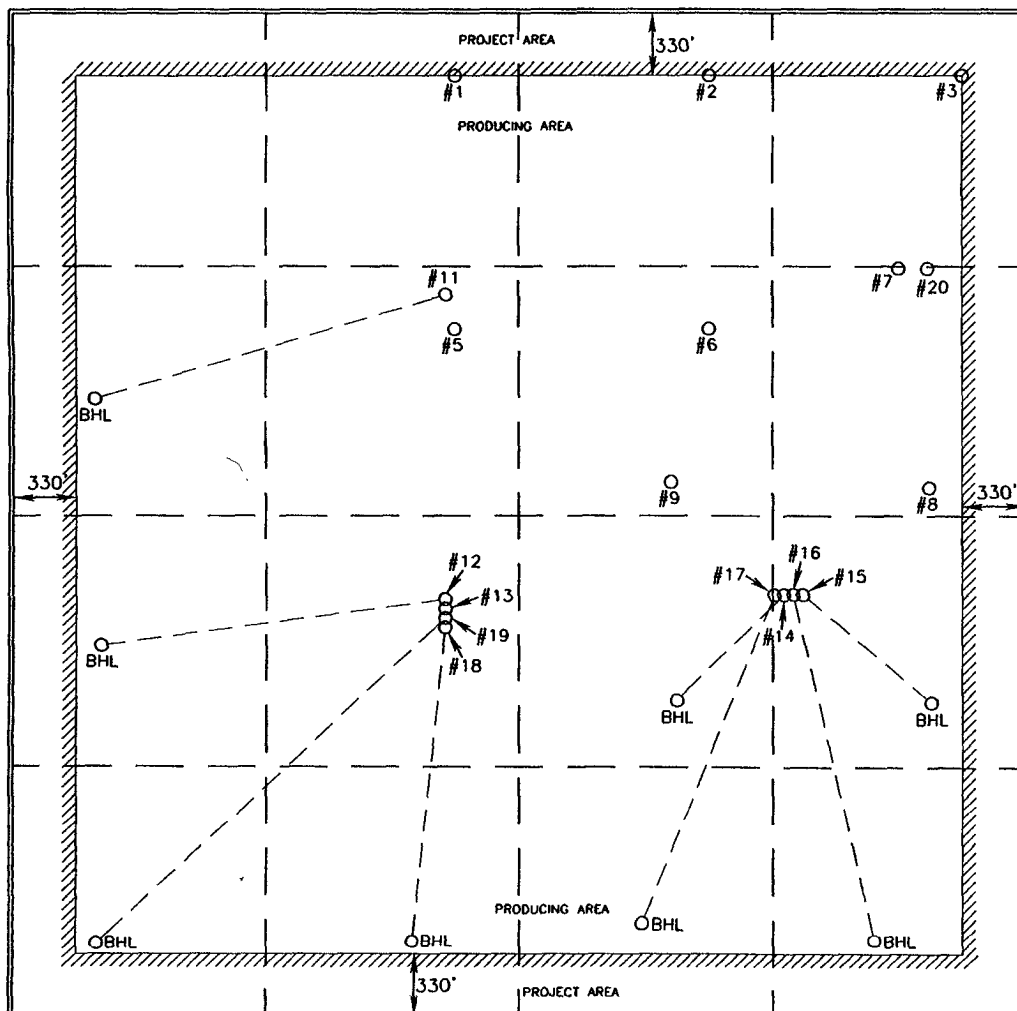 PROJECT AREA
330'
#1
#2
#3
PRODUCING AREA
#11
#7
#20
#5
#6
BHL
330'
#9
#8
330'
#12
#16
#17
#15
#13
#14
#19
#18
BHL
BHL
BHL
PRODUCING AREA
BHL
BHL
BHL
BHL
330'
PROJECT AREA